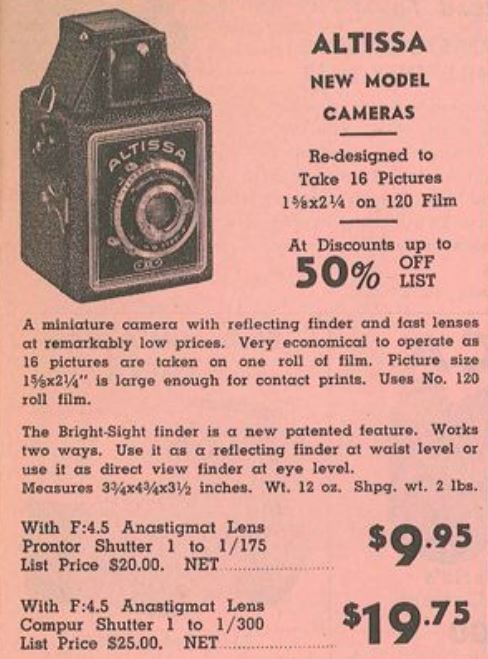 ALTISSA
ALTISSA
NEW MODEL
CAMERAS
Re-designed to
Take 16 Pictures
1⅝x2¼ on 120 Film
At Discounts up to
50% OFF LIST
A miniature camera with reflecting finder and fast lenses
at remarkably low prices. Very economical to operate as
16 pictures are taken on one roll of film. Picture size
1⅝x2¼" is large enough for contact prints. Uses No. 120
roll film.
The Bright-Sight finder is a new patented feature. Works
two ways. Use it as a reflecting finder at waist level or
use it as direct view finder at eye level.
Measures 3¾x4¾x3½ inches. Wt. 12 oz. Shpg. wt. 2 lbs.
With F:4.5 Anastigmat Lens
Prontor Shutter 1 to 1/175
List Price $20.00. NET.................... $9.95
With F:4.5 Anastigmat Lens
Compur Shutter 1 to 1/300
List Price $25.00. NET.................... $19.75